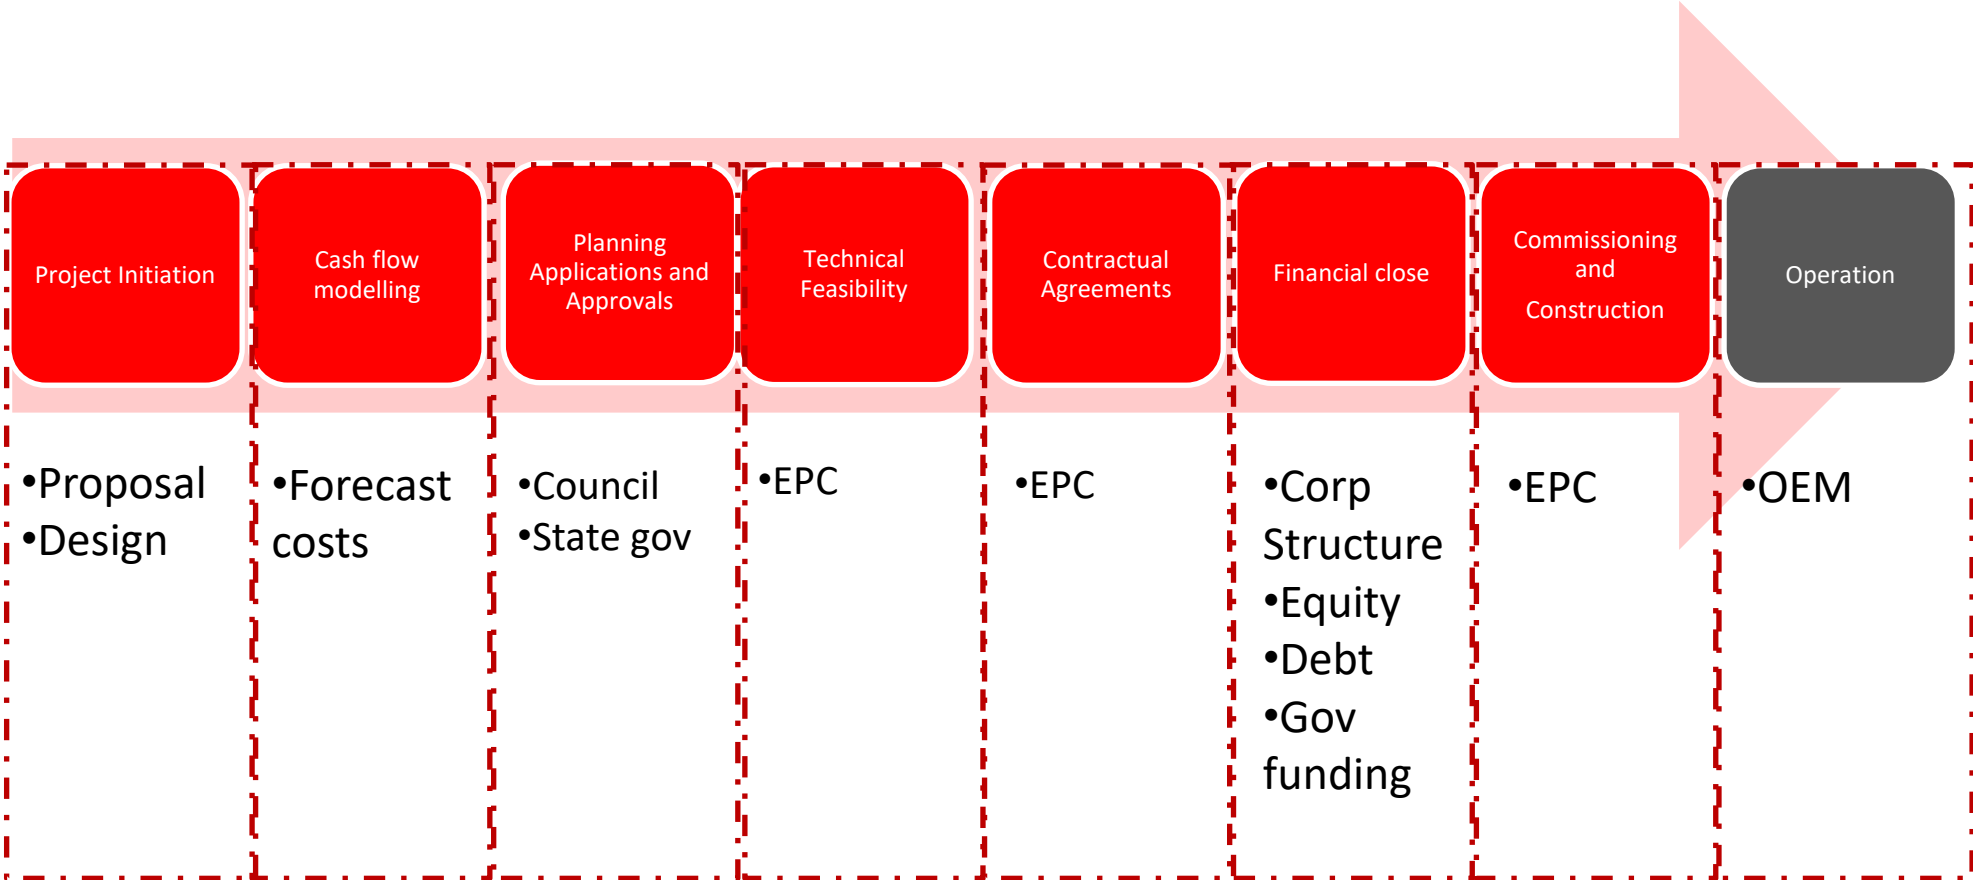 Project Initiation
Cash flow
modelling
Planning
Applications and
Approvals
Technical
Feasibility
Contractual
Agreements
Financial close
Commissioning
and
Construction
Operation
•Proposal
•Design
•Forecast
costs
•Council
•State gov
•EPC
•EPC
•Corp
Structure
•Equity
•Debt
•Gov
funding
•EPC
•OEM